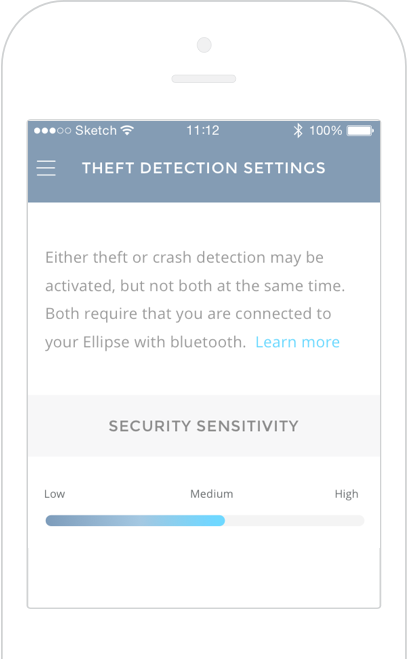 Sketch 11:12 100%
THEFT DETECTION SETTINGS
Either theft or crash detection may be
activated, but not both at the same time.
Both require that you are connected to
your Ellipse with bluetooth. Learn more
SECURITY SENSITIVITY
Low Medium High